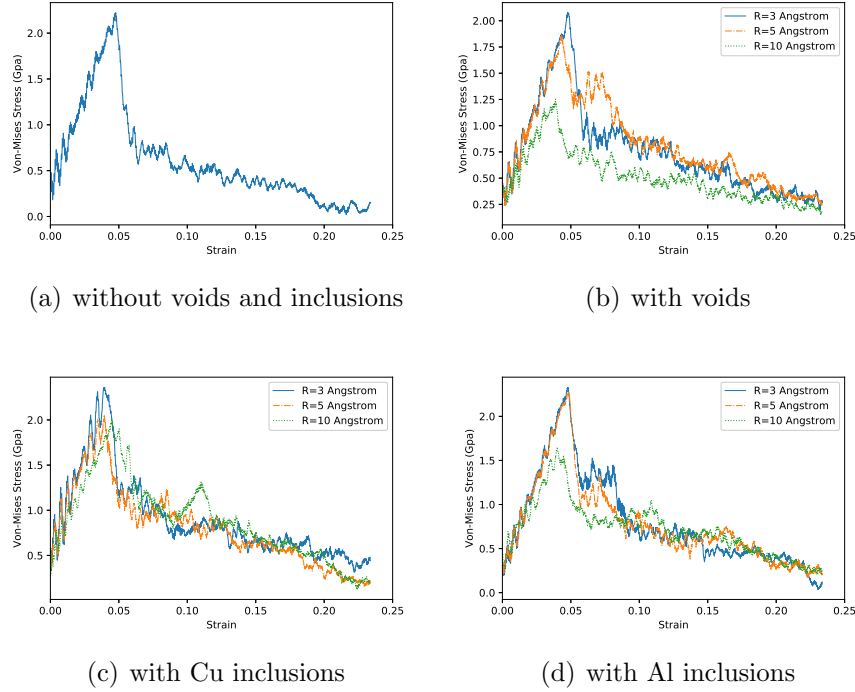 2.0
1.5
1.0
0.5
0.0
Von-Mises Stress (Gpa)
0.00 0.05 0.10 0.15 0.20 0.25
Strain
(a) without voids and inclusions
R=3 Angstrom
R=5 Angstrom
R=10 Angstrom
2.00
1.75
1.50
1.25
1.00
0.75
0.50
0.25
Von-Mises Stress (Gpa)
0.00 0.05 0.10 0.15 0.20 0.25
Strain
(b) with voids
R=3 Angstrom
R=5 Angstrom
R=10 Angstrom
2.0
1.5
1.0
0.5
Von-Mises Stress (Gpa)
0.00 0.05 0.10 0.15 0.20 0.25
Strain
(c) with Cu inclusions
R=3 Angstrom
R=5 Angstrom
R=10 Angstrom
2.0
1.5
1.0
0.5
0.0
Von-Mises Stress (Gpa)
0.00 0.05 0.10 0.15 0.20 0.25
Strain
(d) with Al inclusions